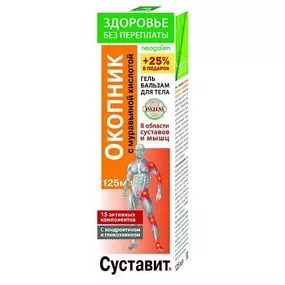 ЗДОРОВЬЕ
БЕЗ ПЕРЕПЛАТЫ
neogalen
+25%
В ПОДАРОК
ГЕЛЬ
БАЛЬЗАМ
ДЛЯ ТЕЛА
В области
суставов
и мышц
ОКОПНИК
с муравьиной кислотой
125мл
15 активных
компонентов
С хондроитином
и глюкозамином
Суставит